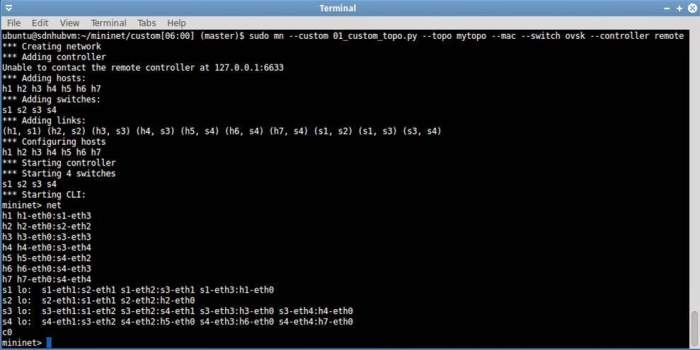 Terminal
File Edit View Terminal Tabs Help
ubuntu@sdnhubvm:~/mininet/custom[06:00] (master)$ sudo mn --custom 01_custom_topo.py --topo mytopo --mac --switch ovsk --controller remote
*** Creating network
*** Adding controller
Unable to contact the remote controller at 127.0.0.1:6633
*** Adding hosts:
h1 h2 h3 h4 h5 h6 h7
*** Adding switches:
s1 s2 s3 s4
*** Adding links:
(h1, s1) (h2, s2) (h3, s3) (h4, s3) (h5, s4) (h6, s4) (h7, s4) (s1, s2) (s1, s3) (s3, s4)
*** Configuring hosts
h1 h2 h3 h4 h5 h6 h7
*** Starting controller
*** Starting 4 switches
s1 s2 s3 s4
*** Starting CLI:
mininet> net
h1 h1-eth0:s1-eth3
h2 h2-eth0:s2-eth2
h3 h3-eth0:s3-eth3
h4 h4-eth0:s3-eth4
h5 h5-eth0:s4-eth2
h6 h6-eth0:s4-eth3
h7 h7-eth0:s4-eth4
s1 lo:  s1-eth1:s2-eth1 s1-eth2:s3-eth1 s1-eth3:h1-eth0
s2 lo:  s2-eth1:s1-eth1 s2-eth2:h2-eth0
s3 lo:  s3-eth1:s1-eth2 s3-eth2:s4-eth1 s3-eth3:h3-eth0 s3-eth4:h4-eth0
s4 lo:  s4-eth1:s3-eth2 s4-eth2:h5-eth0 s4-eth3:h6-eth0 s4-eth4:h7-eth0
c0
mininet>